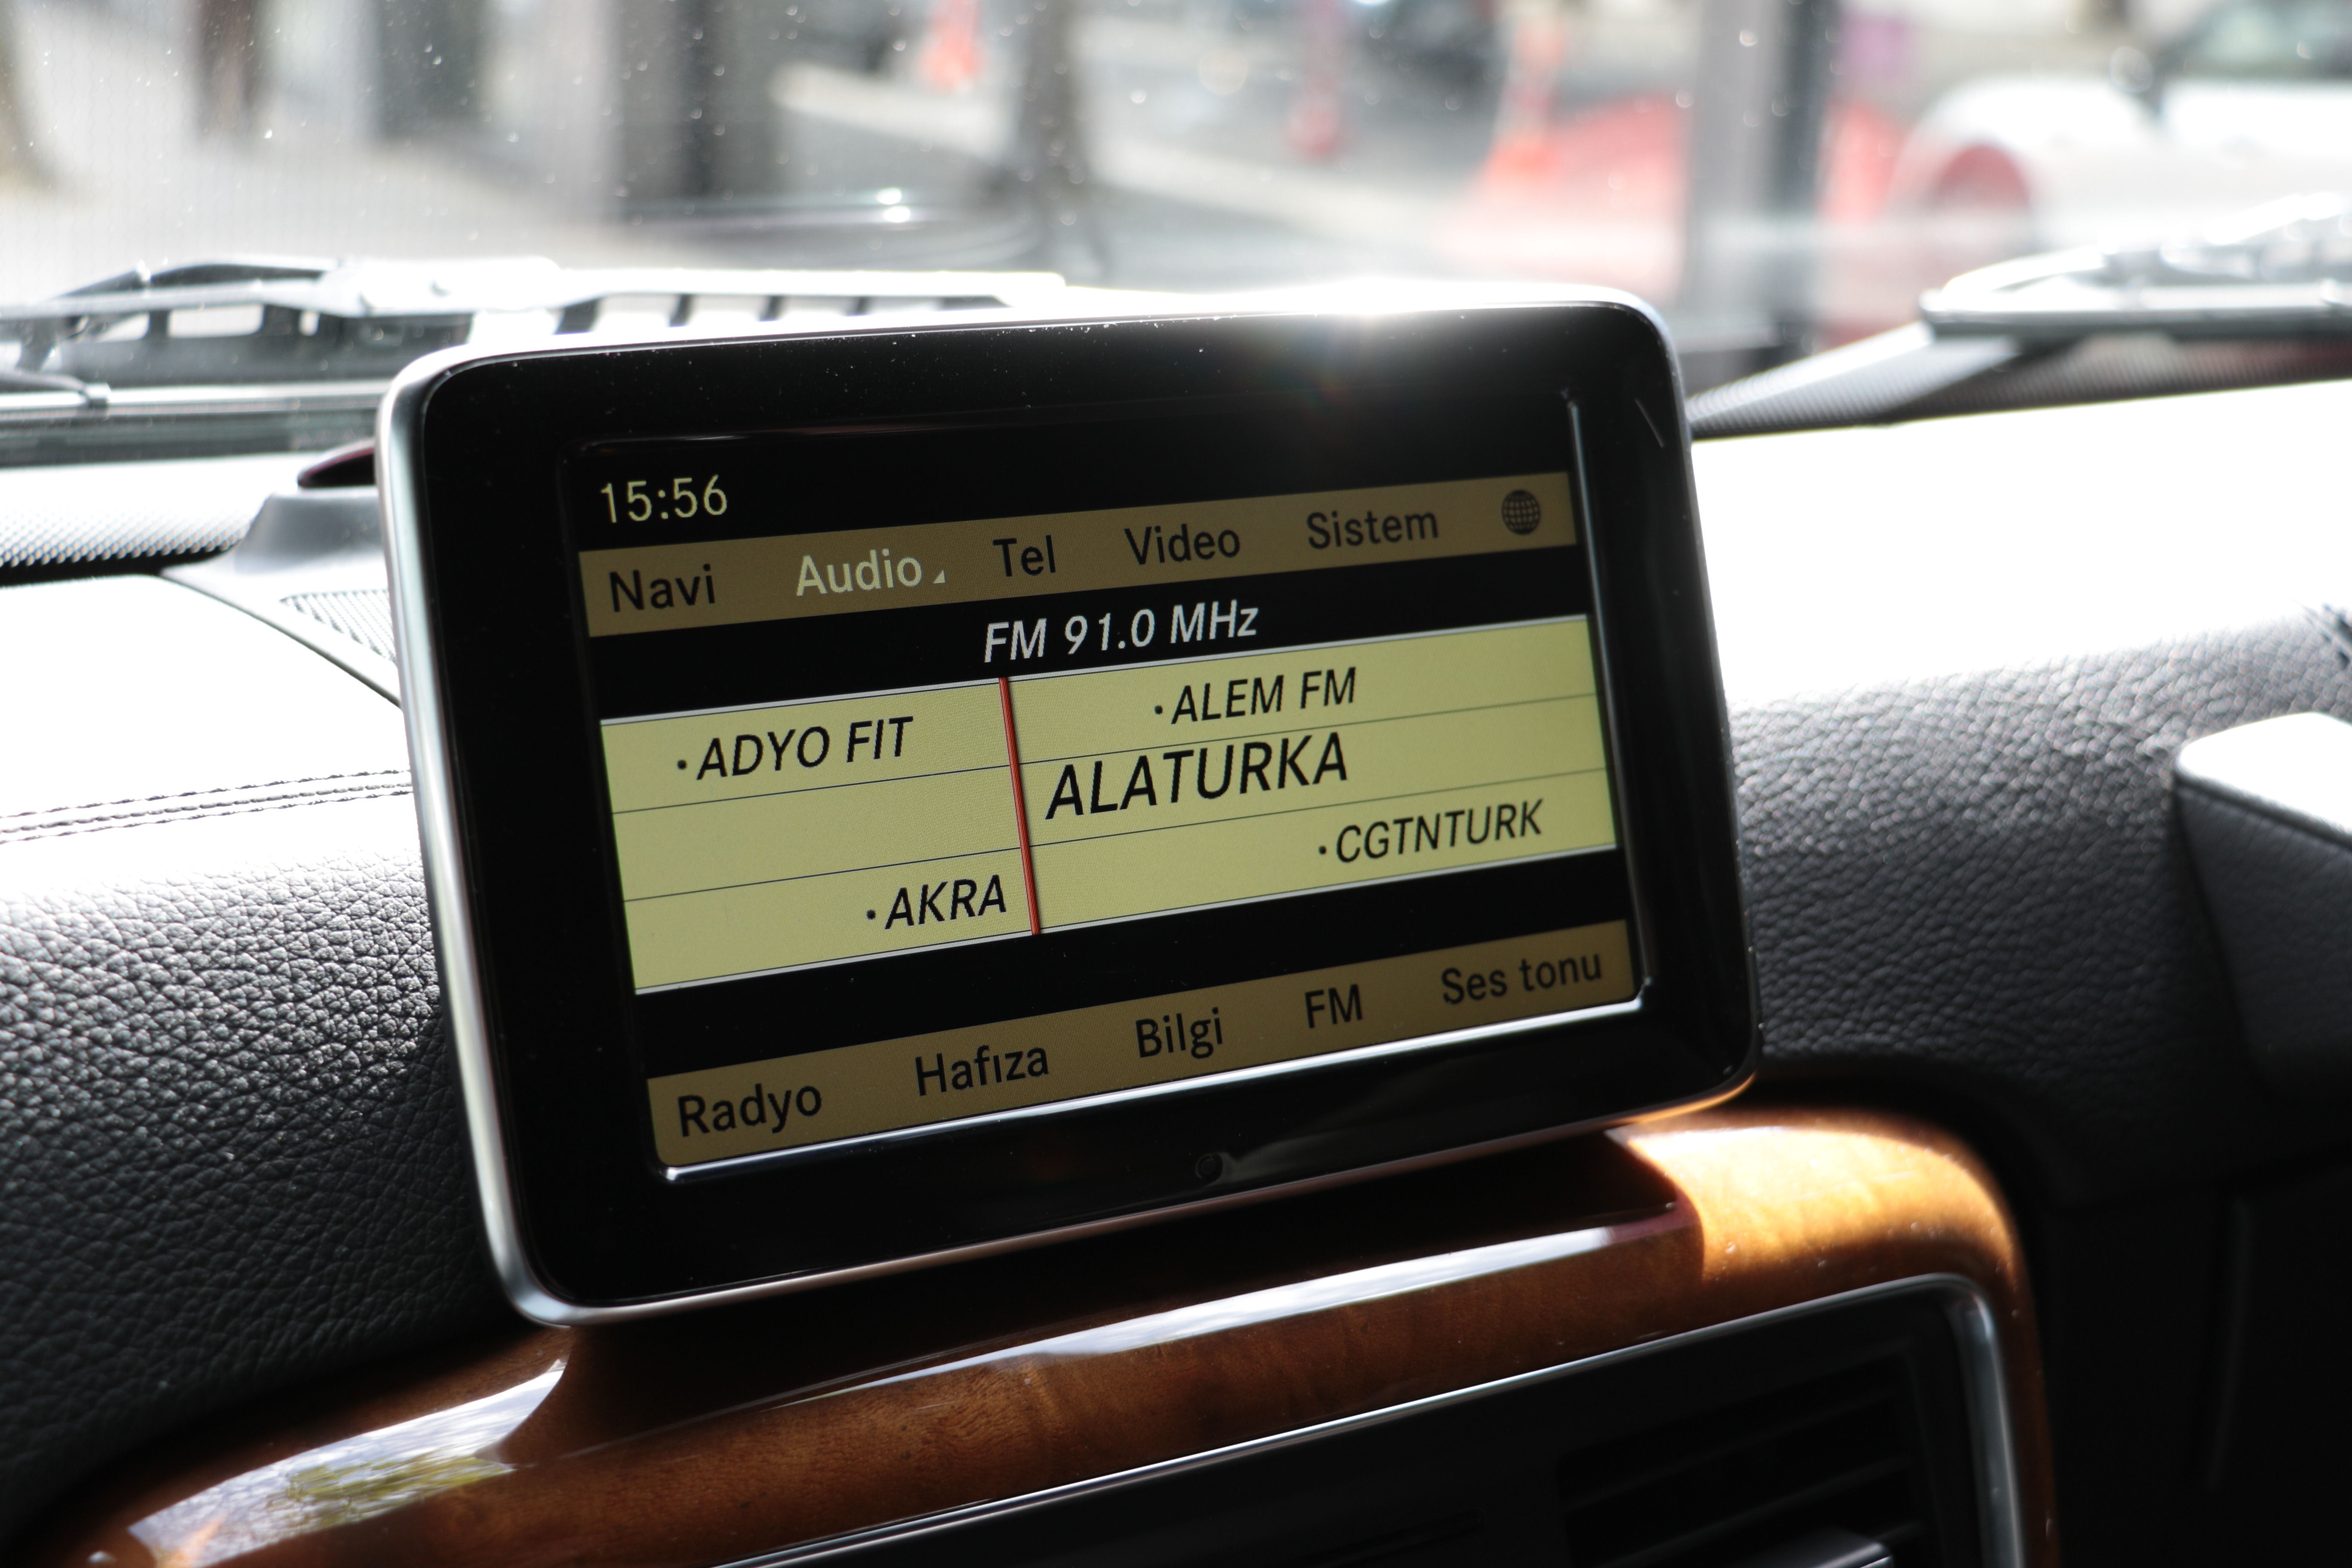 15:56
Navi Audio Tel Video Sistem
FM 91.0 MHz
·ADYO FIT ·ALEM FM
ALATURKA
·AKRA ·CGTNTURK
Radyo Hafıza Bilgi FM Ses tonu